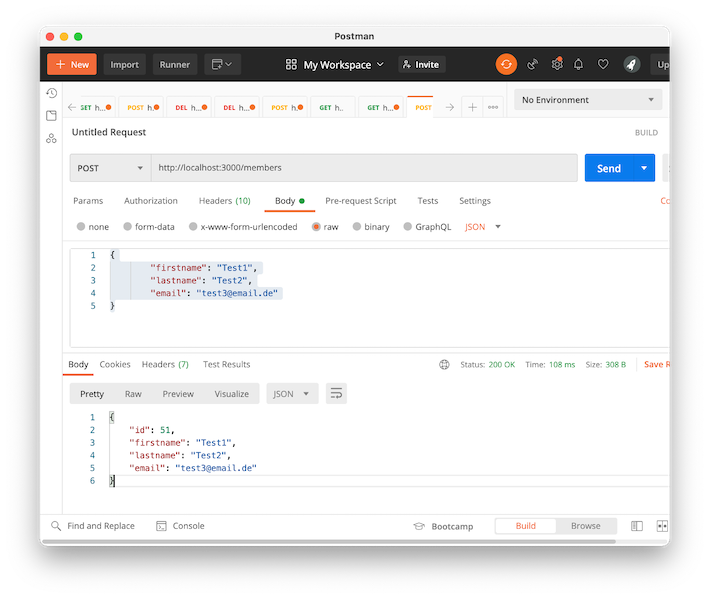 Postman
New Import Runner My Workspace Invite Up
GET h... POST h. DEL h... DEL h... POST h... GET h.. GET h... POST No Environment
Untitled Request BUILD
POST http://localhost:3000/members Send
Params Authorization Headers (10) Body Pre-request Script Tests Settings Co
none form-data x-www-form-urlencoded raw binary GraphQL JSON
1 {
2 "firstname": "Test1",
3 "lastname": "Test2",
4 "email": "test3@email.de"
5 }
Body Cookies Headers (7) Test Results Status: 200 OK Time: 108 ms Size: 308 B Save R
Pretty Raw Preview Visualize JSON
1 {
2 "id": 51,
3 "firstname": "Test1",
4 "lastname": "Test2",
5 "email": "test3@email.de"
6 }
Find and Replace Console Bootcamp Build Browse